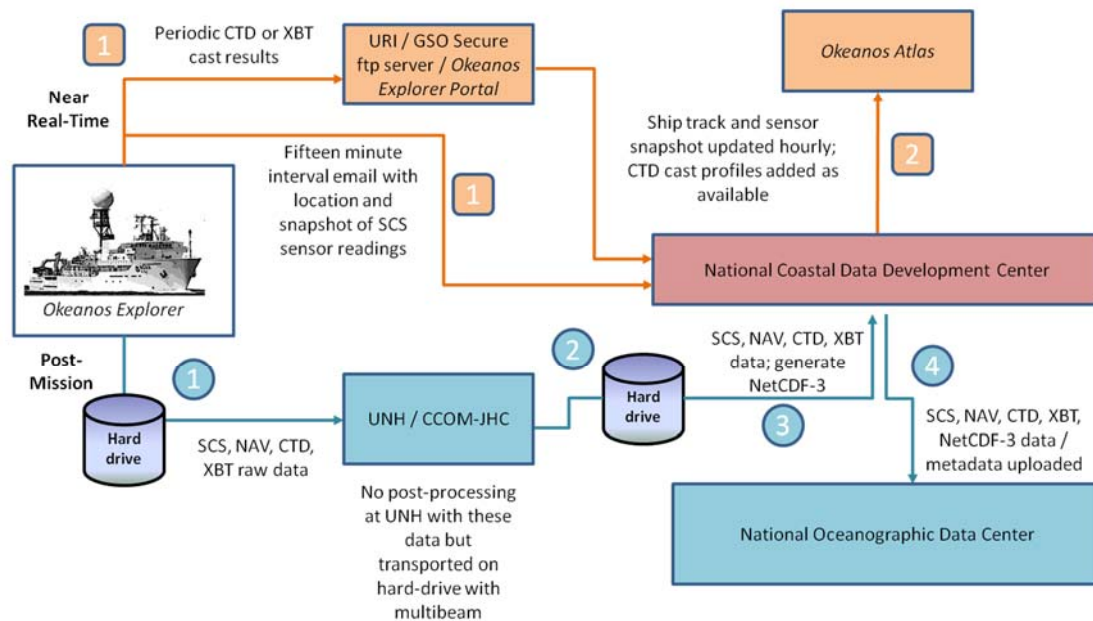 1
Periodic CTD or XBT
cast results
URI / GSO Secure
ftp server / Okeanos
Explorer Portal
Okeanos Atlas
Near
Real-Time
Fifteen minute
interval email with
location and
snapshot of SCS
sensor readings
1
Ship track and sensor
snapshot updated hourly;
CTD cast profiles added as
available
2
National Coastal Data Development Center
Okeanos Explorer
Post-
Mission
1
Hard
drive
SCS, NAV, CTD,
XBT raw data
UNH / CCOM-JHC
No post-processing
at UNH with these
data but
transported on
hard-drive with
multibeam
2
Hard
drive
SCS, NAV, CTD, XBT
data; generate
NetCDF-3
3
4
SCS, NAV, CTD, XBT,
NetCDF-3 data /
metadata uploaded
National Oceanographic Data Center